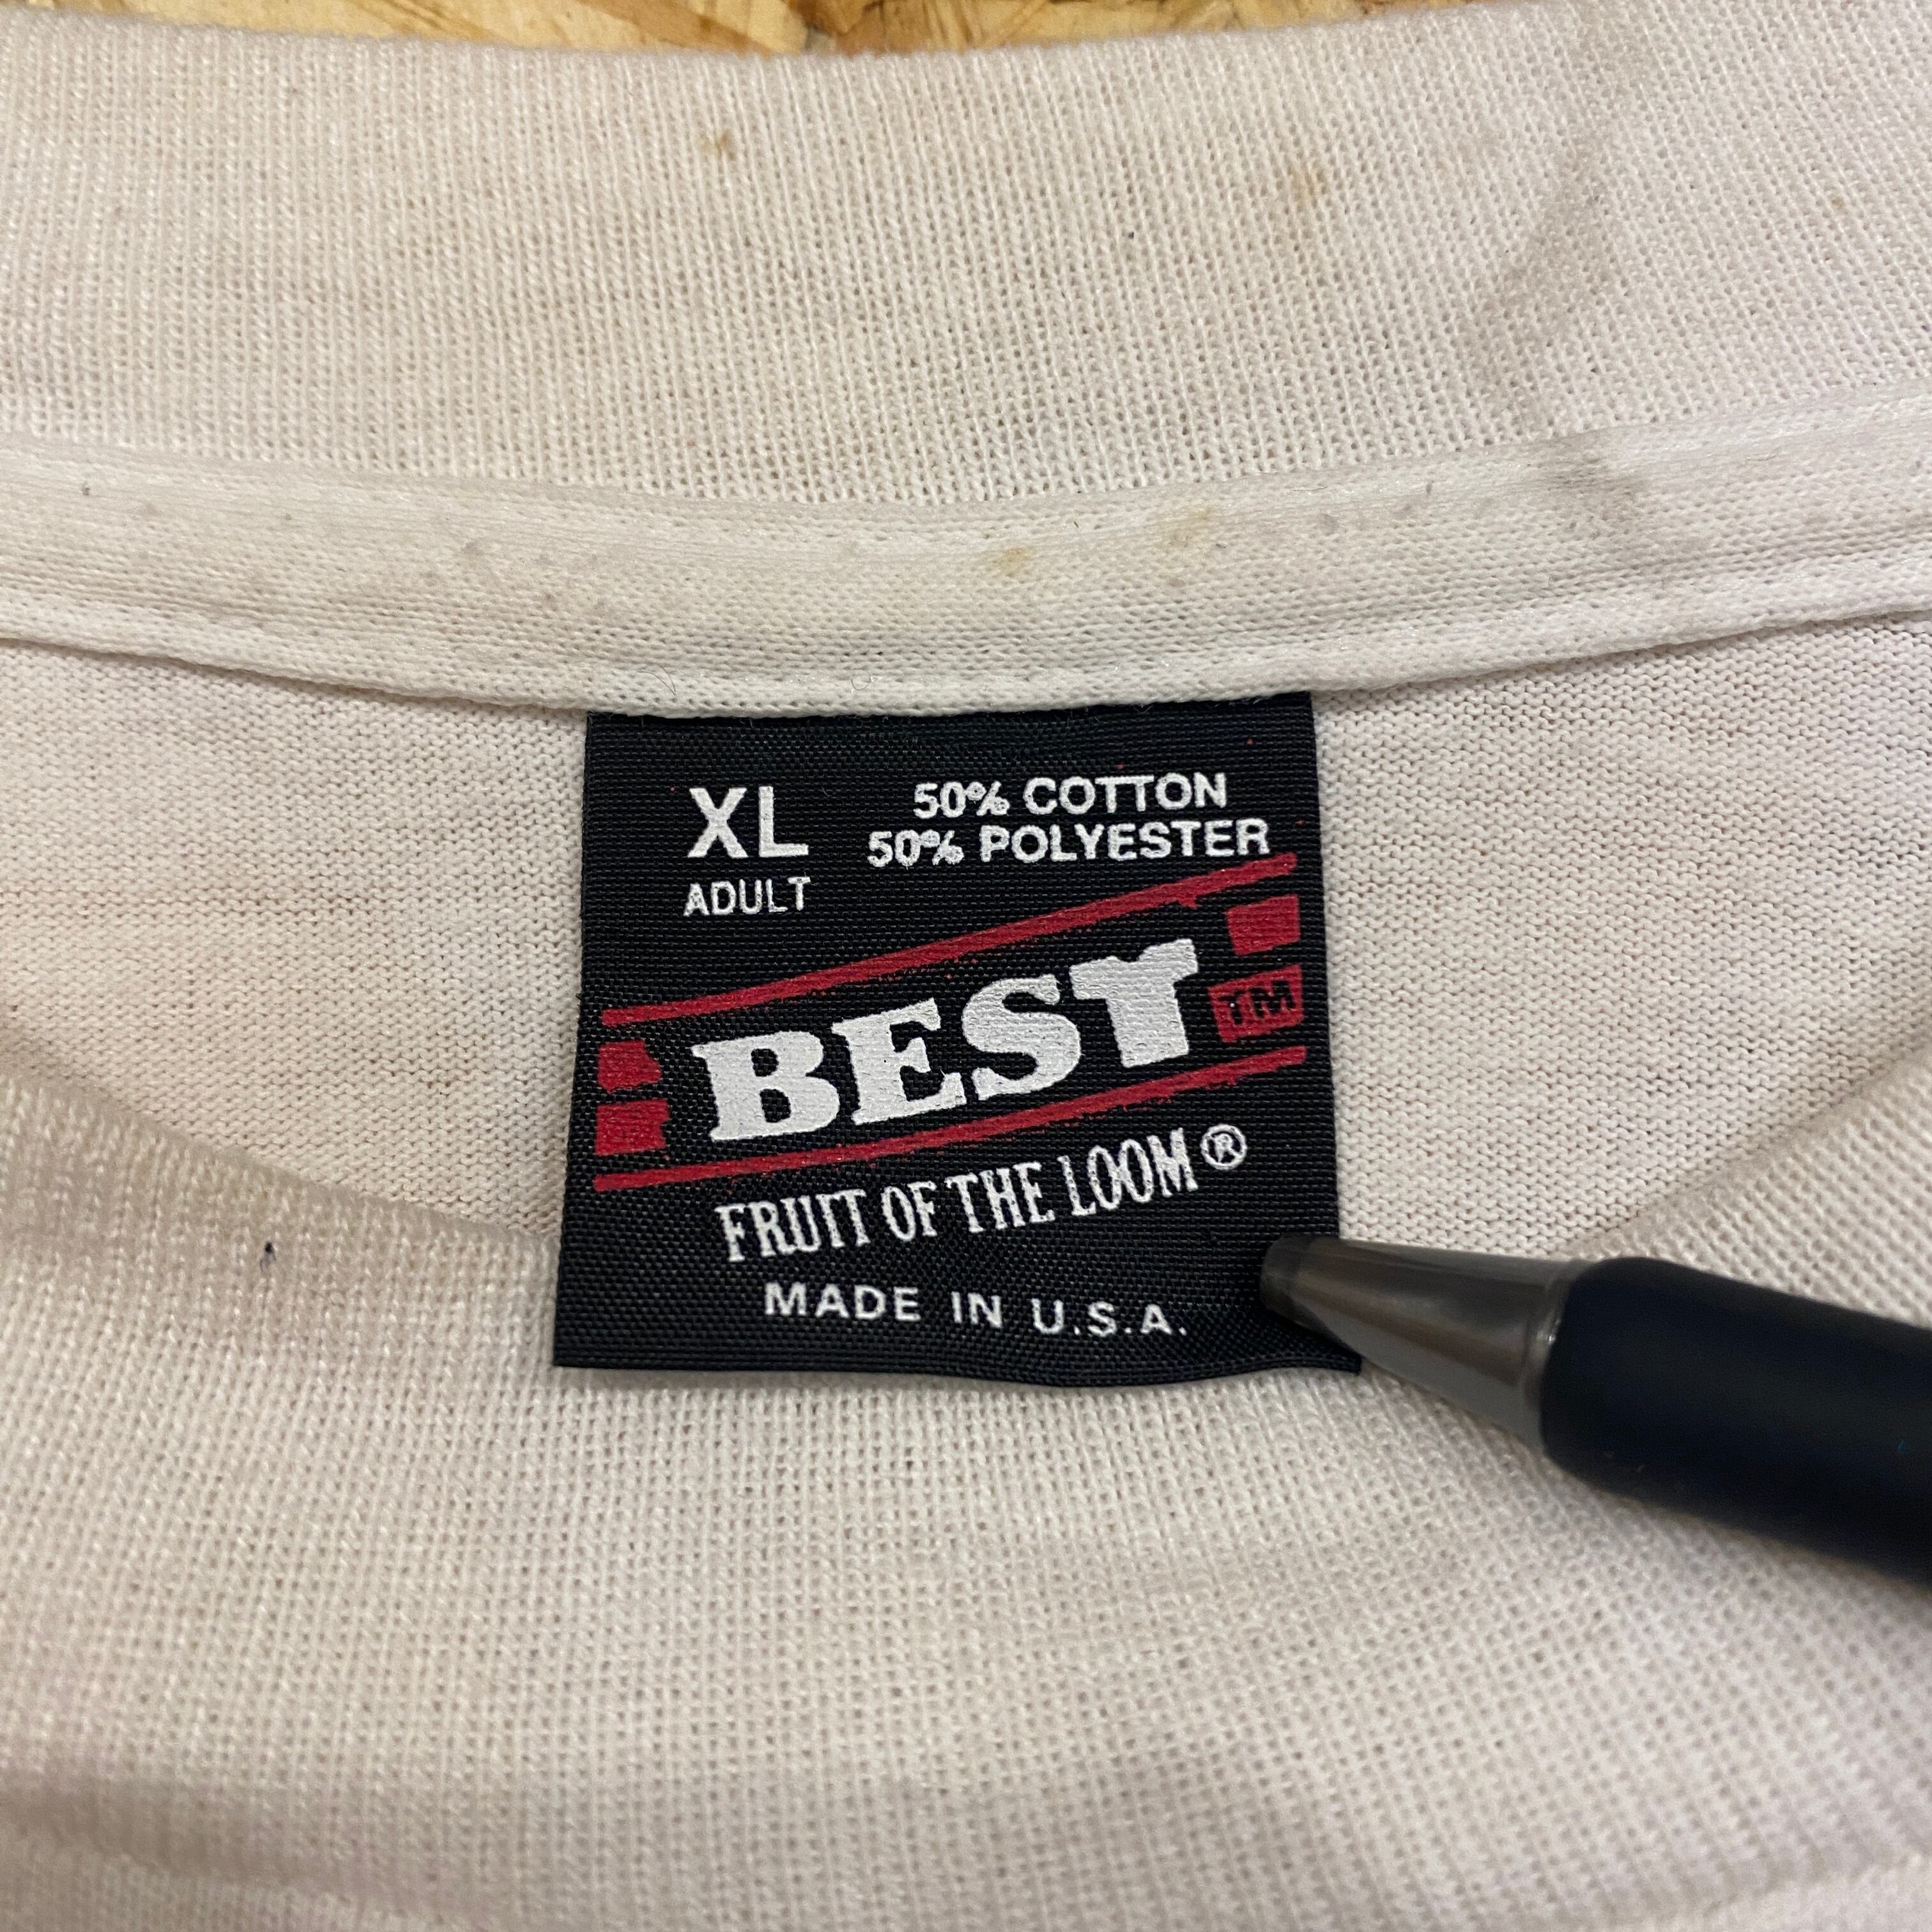 XL
ADULT
50% COTTON
50% POLYESTER
BEST
TM
FRUIT OF THE LOOM®
MADE IN U.S.A.